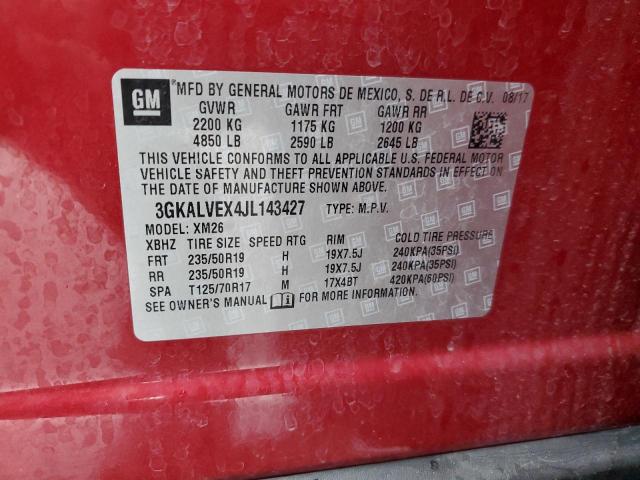 GM
MFD BY GENERAL MOTORS DE MEXICO, S. DE R.L. DE C.V. 08/17
GVWR GAWR FRT GAWR RR
2200 KG 1175 KG 1200 KG
4850 LB 2590 LB 2645 LB
THIS VEHICLE CONFORMS TO ALL APPLICABLE U.S. FEDERAL MOTOR
VEHICLE SAFETY AND THEFT PREVENTION STANDARDS IN EFFECT ON
THE DATE OF MANUFACTURE SHOWN ABOVE.
3GKALVEX4JL143427 TYPE: M.P.V.
MODEL: XM26
XBHZ TIRE SIZE SPEED RTG RIM COLD TIRE PRESSURE
FRT 235/50R19 H 19X7.5J 240KPA(35PSI)
RR 235/50R19 H 19X7.5J 240KPA(35PSI)
SPA T125/70R17 M 17X4BT 420KPA(60PSI)
SEE OWNER'S MANUAL FOR MORE INFORMATION.